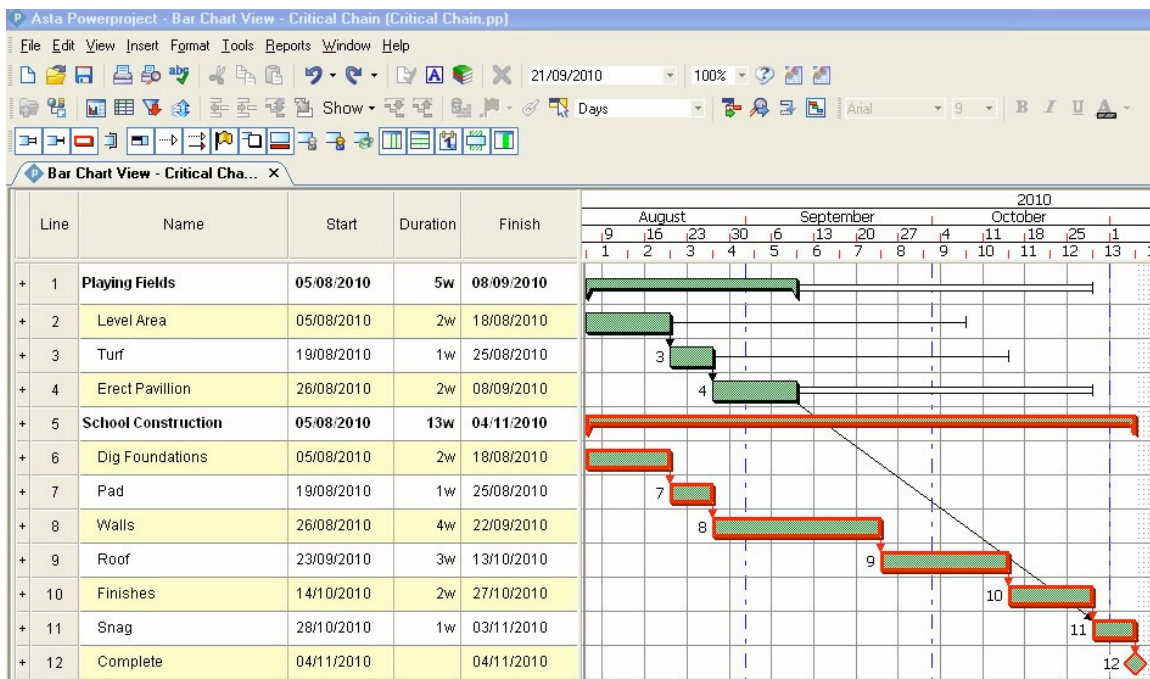 Asta Powerproject - Bar Chart View - Critical Chain (Critical Chain.pp)
File Edit View Insert Format Tools Reports Window Help
21/09/2010 100%
Show Days Arial 9 B I U A
Bar Chart View - Critical Cha... X
2010
August September October
Line Name Start Duration Finish
9 16 23 30 6 13 20 27 4 11 18 25 1
1 2 3 4 5 6 7 8 9 10 11 12 13
+ 1 Playing Fields 05/08/2010 5w 08/09/2010
+ 2 Level Area 05/08/2010 2w 18/08/2010
+ 3 Turf 19/08/2010 1w 25/08/2010 3
+ 4 Erect Pavillion 26/08/2010 2w 08/09/2010 4
+ 5 School Construction 05/08/2010 13w 04/11/2010
+ 6 Dig Foundations 05/08/2010 2w 18/08/2010
+ 7 Pad 19/08/2010 1w 25/08/2010 7
+ 8 Walls 26/08/2010 4w 22/09/2010 8
+ 9 Roof 23/09/2010 3w 13/10/2010 9
+ 10 Finishes 14/10/2010 2w 27/10/2010 10
+ 11 Snag 28/10/2010 1w 03/11/2010 11
+ 12 Complete 04/11/2010 04/11/2010 12